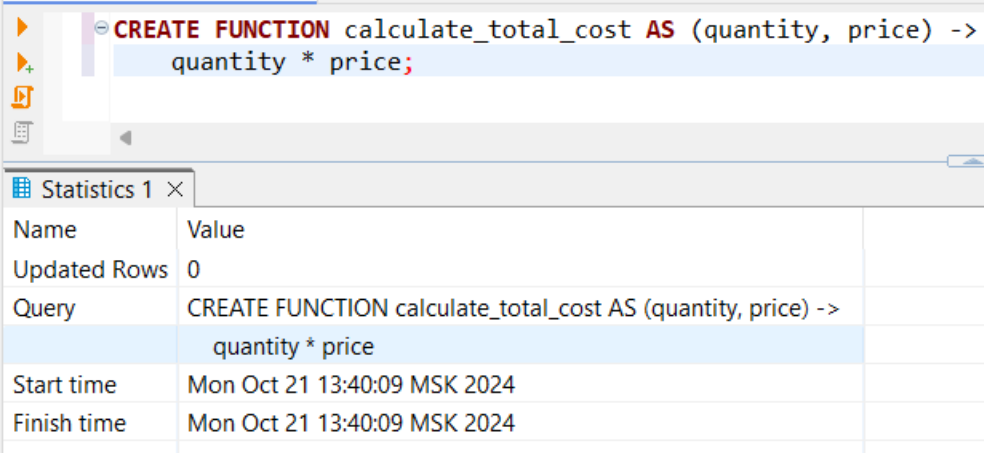 CREATE FUNCTION calculate_total_cost AS (quantity, price) ->
quantity * price;
Statistics 1
Name Value
Updated Rows 0
Query CREATE FUNCTION calculate_total_cost AS (quantity, price) ->
quantity * price
Start time Mon Oct 21 13:40:09 MSK 2024
Finish time Mon Oct 21 13:40:09 MSK 2024